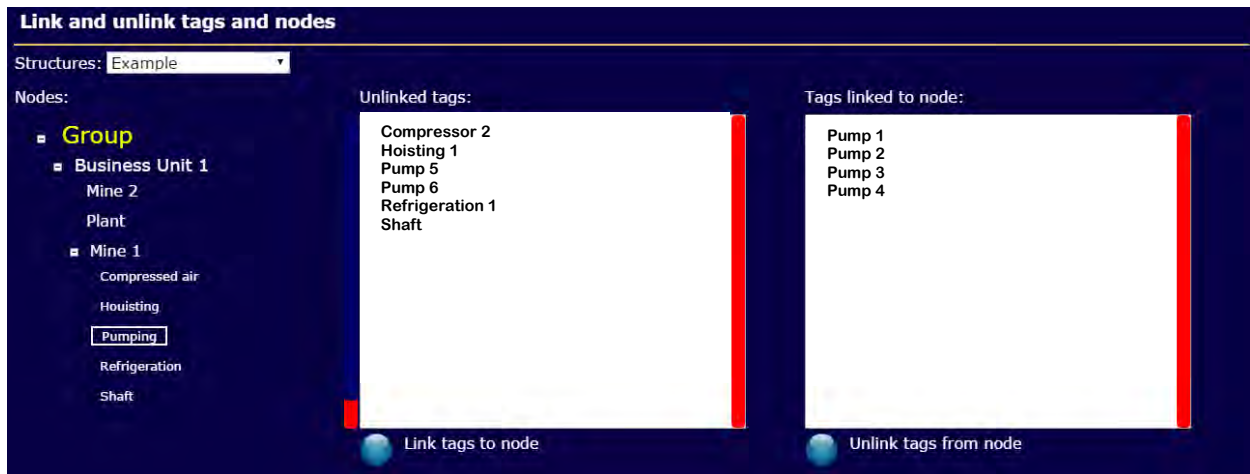 Link and unlink tags and nodes
Structures: Example
Nodes:
Group
Business Unit 1
Mine 2
Plant
Mine 1
Compressed air
Houisting
Pumping
Refrigeration
Shaft
Unlinked tags:
Compressor 2
Hoisting 1
Pump 5
Pump 6
Refrigeration 1
Shaft
Link tags to node
Tags linked to node:
Pump 1
Pump 2
Pump 3
Pump 4
Unlink tags from node